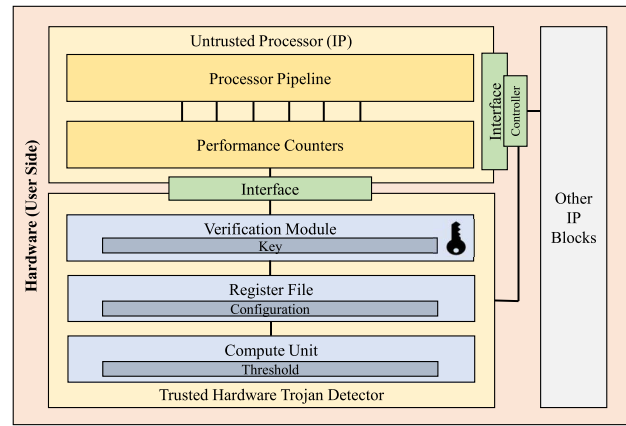 Hardware (User Side)
Untrusted Processor (IP)
Processor Pipeline
Performance Counters
Interface
Controller
Interface
Verification Module
Key
Register File
Configuration
Compute Unit
Threshold
Trusted Hardware Trojan Detector
Other
IP
Blocks